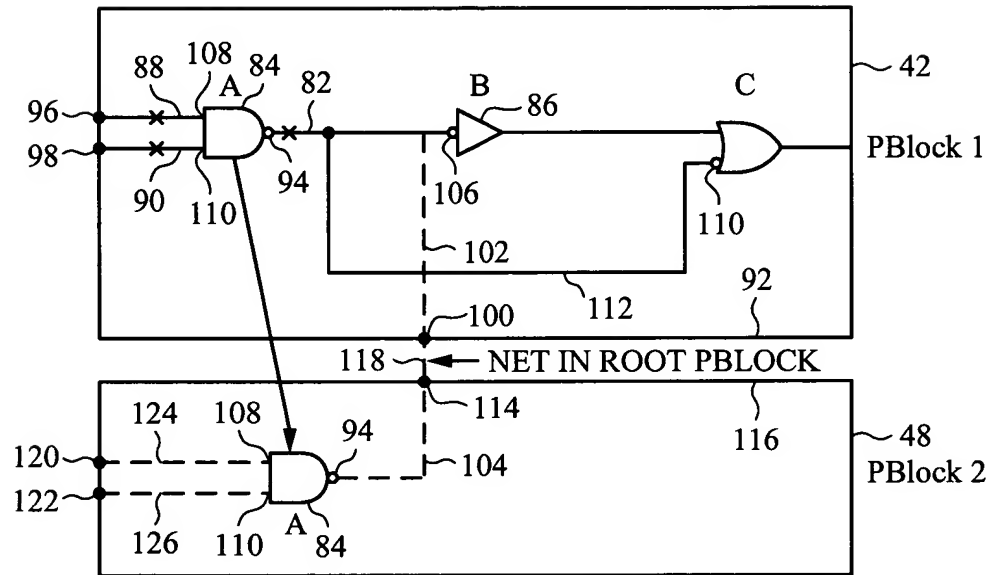 108 84
88 A 82 B C 42
96 86
98 PBlock 1
90 110 94 106 110
102
112 92
100
118 NET IN ROOT PBLOCK
114
124 108 94 116 48
120 104 PBlock 2
122
126 110 A 84